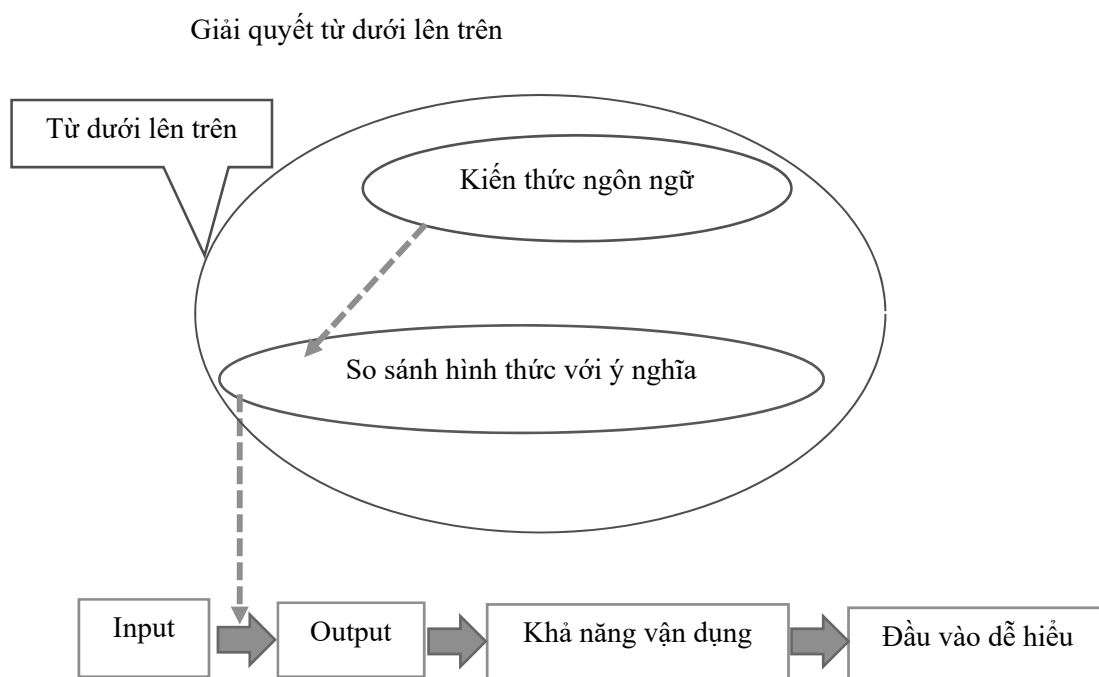 Giải quyết từ dưới lên trên
Từ dưới lên trên
Kiến thức ngôn ngữ
So sánh hình thức với ý nghĩa
Input
Output
Khả năng vận dụng
Đầu vào dễ hiểu